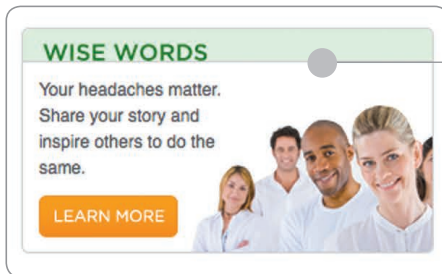 WISE WORDS
Your headaches matter.
Share your story and
inspire others to do the
same.
LEARN MORE